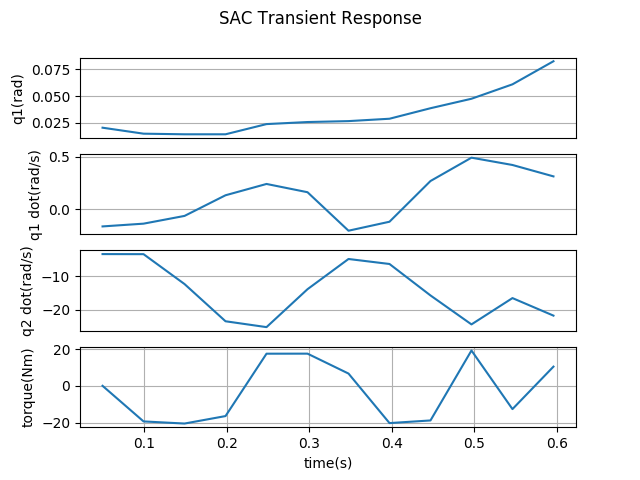 SAC Transient Response
q1(rad)
0.075
0.050
0.025
q1 dot(rad/s)
0.5
0.0
q2 dot(rad/s)
−10
−20
torque(Nm)
20
0
−20
0.1 0.2 0.3 0.4 0.5 0.6
time(s)